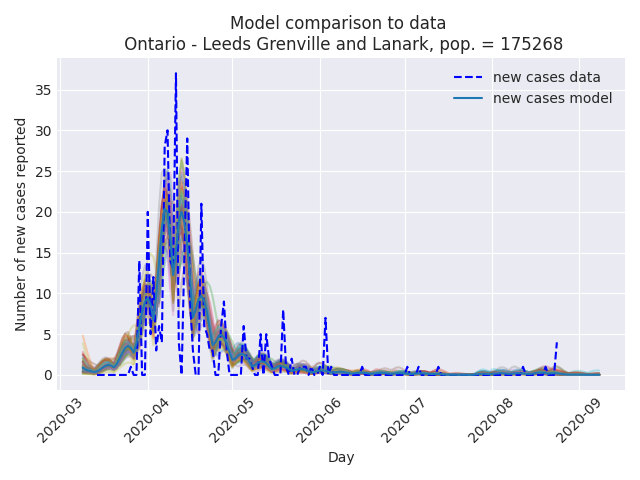 Model comparison to data
Ontario - Leeds Grenville and Lanark, pop. = 175268
new cases data
new cases model
Number of new cases reported
35
30
25
20
15
10
5
0
2020-03
2020-04
2020-05
2020-06
2020-07
2020-08
2020-09
Day